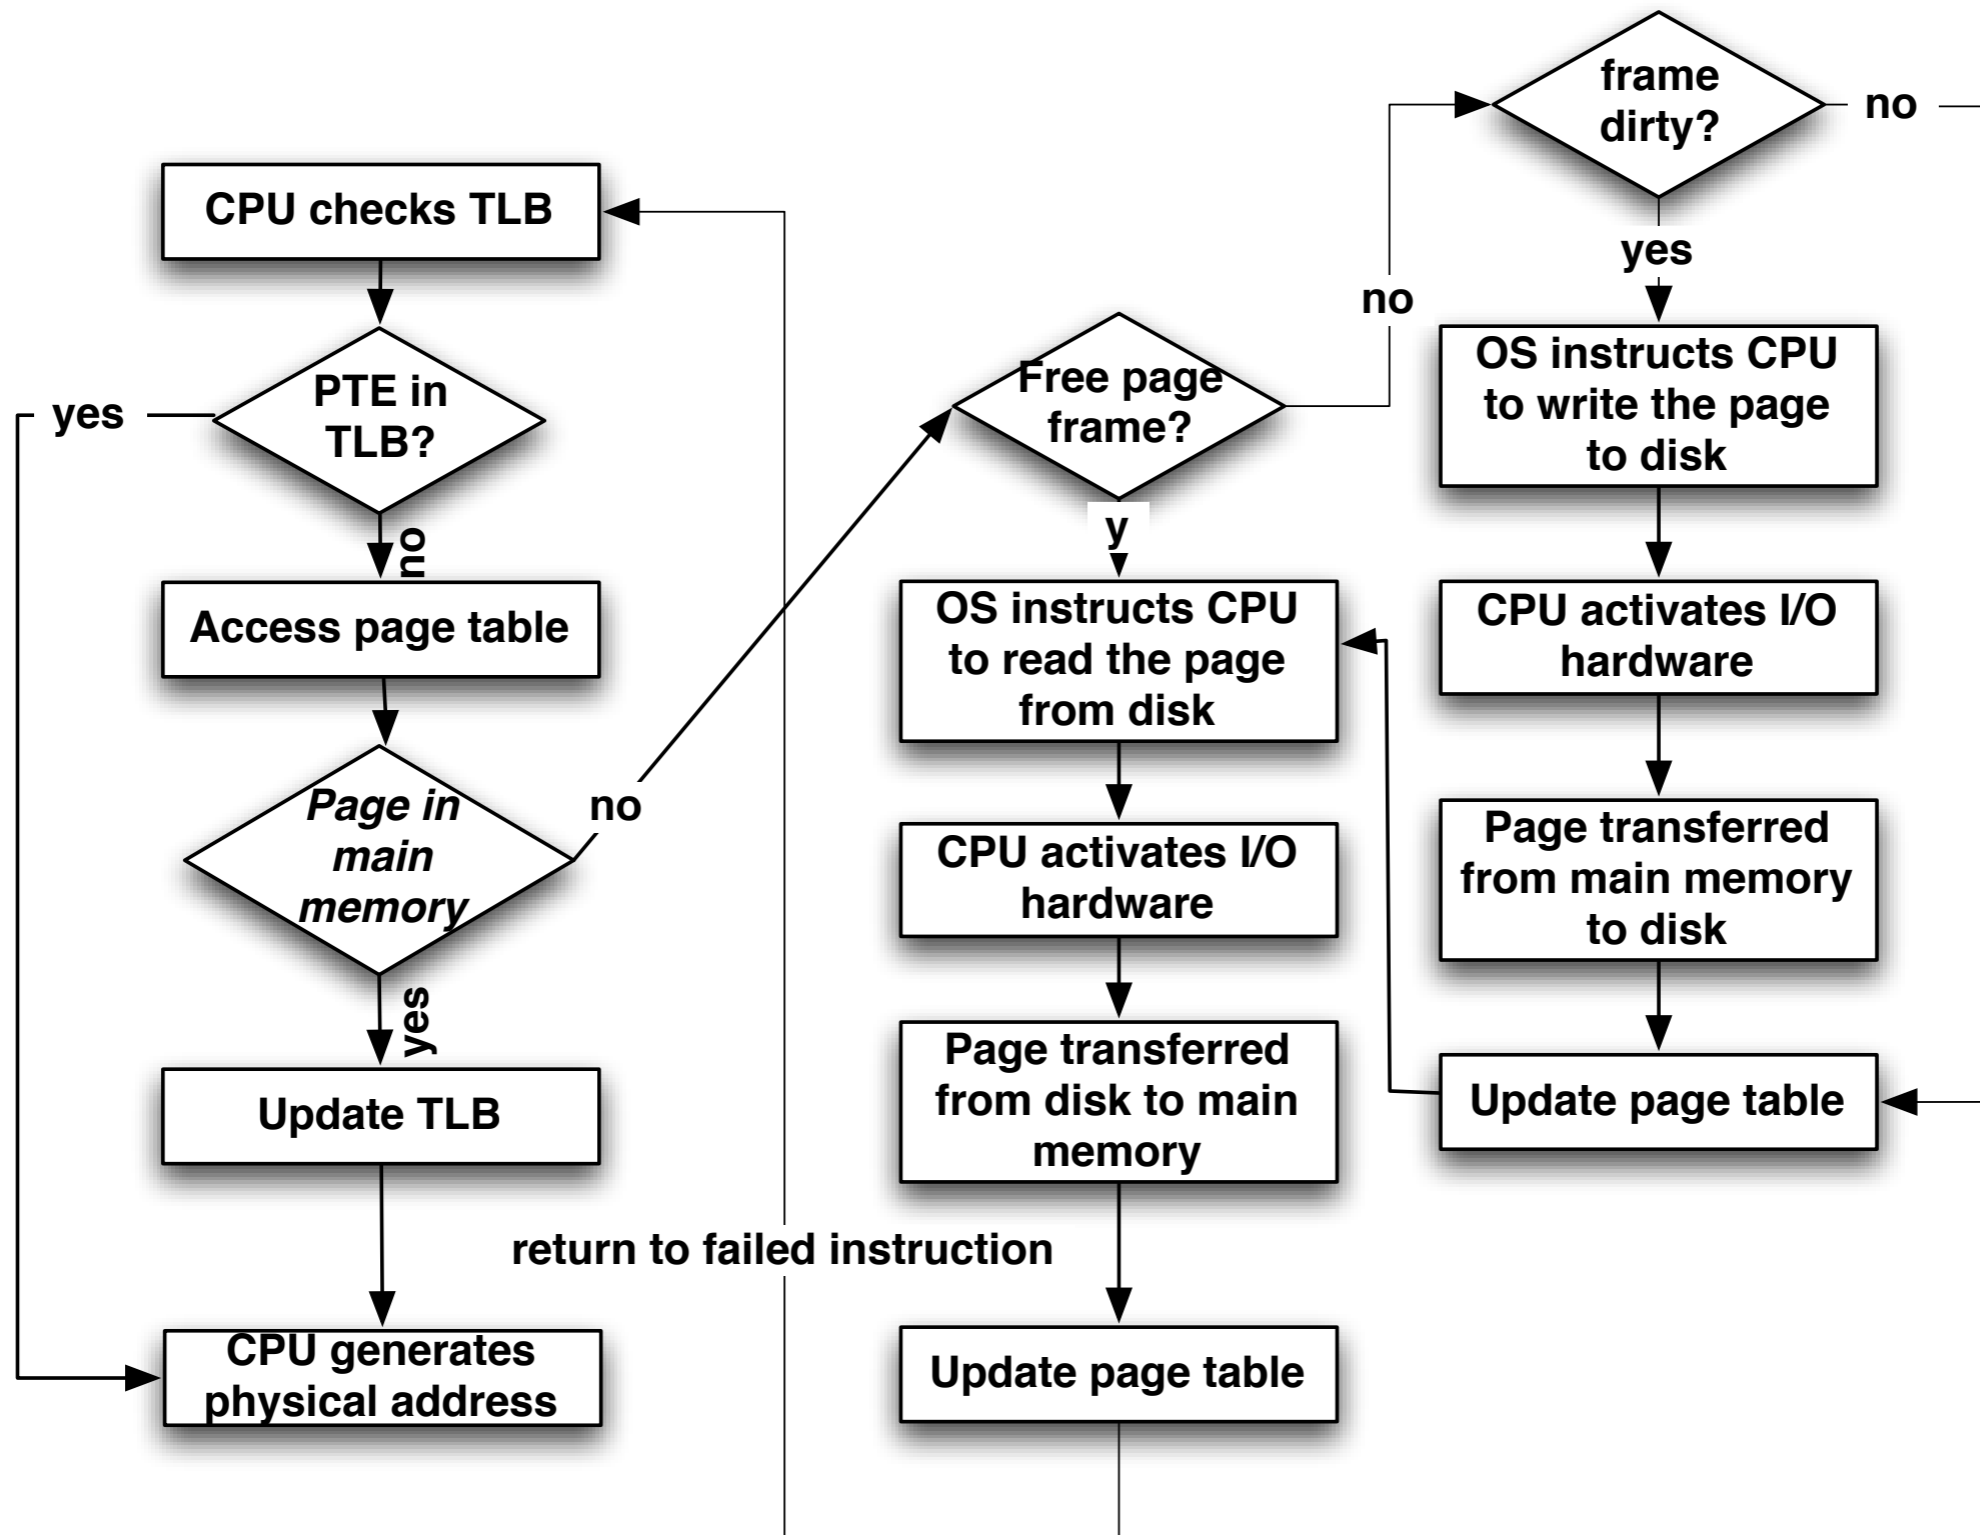 CPU checks TLB
PTE in
TLB?
yes
no
Access page table
Page in
main
memory
no
yes
Update TLB
CPU generates
physical address
return to failed instruction
Free page
frame?
no
y
OS instructs CPU
to read the page
from disk
CPU activates I/O
hardware
Page transferred
from disk to main
memory
Update page table
frame
dirty?
no
yes
OS instructs CPU
to write the page
to disk
CPU activates I/O
hardware
Page transferred
from main memory
to disk
Update page table